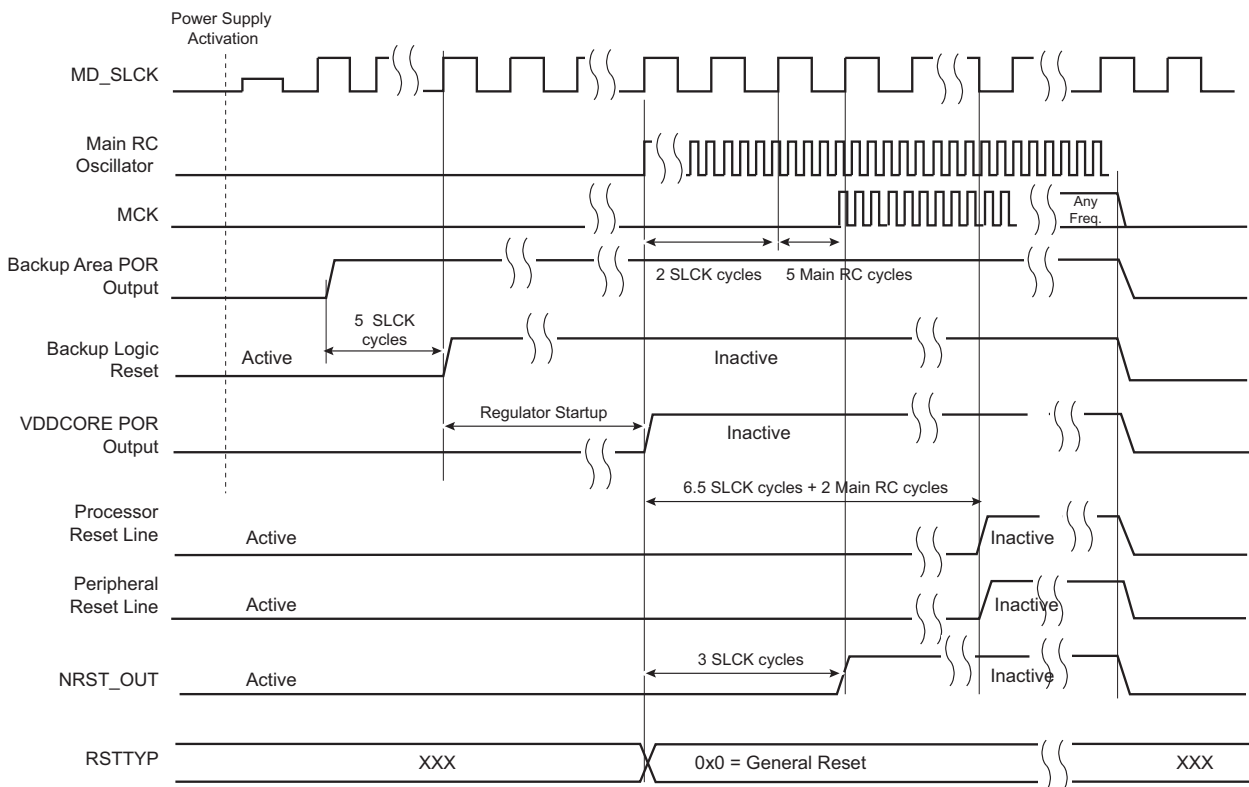 Power Supply
Activation
MD_SLCK
Main RC
Oscillator
MCK
Any
Freq.
Backup Area POR
Output
2 SLCK cycles
5 Main RC cycles
5 SLCK
cycles
Backup Logic
Reset
Active
Inactive
VDDCORE POR
Output
Regulator Startup
Inactive
6.5 SLCK cycles + 2 Main RC cycles
Processor
Reset Line
Active
Inactive
Peripheral
Reset Line
Active
Inactive
NRST_OUT
Active
3 SLCK cycles
Inactive
RSTTYP
XXX
0x0 = General Reset
XXX